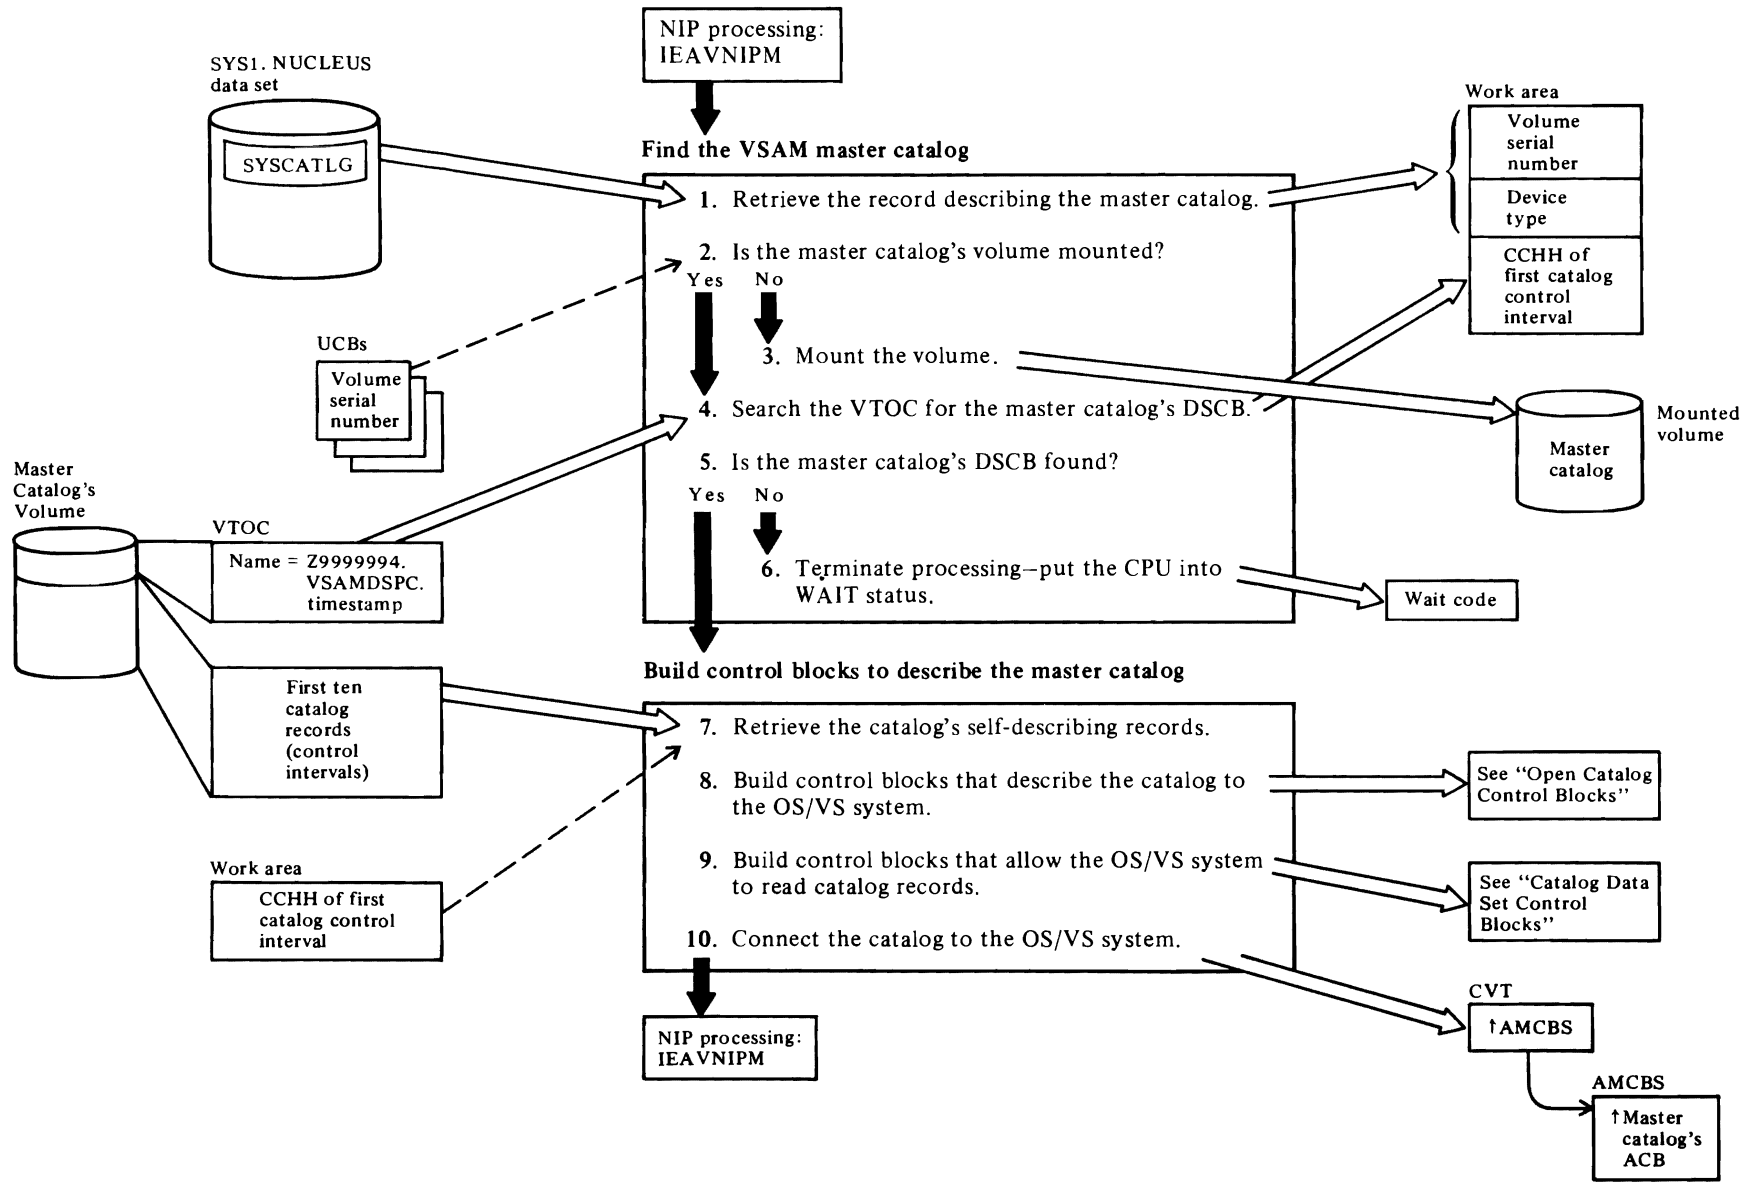 NIP processing:
IEAVNIPM
SYS1. NUCLEUS
data set
SYSCATLG
Work area
Volume
serial
number
Device
type
CCHH of
first catalog
control
interval
Find the VSAM master catalog
1. Retrieve the record describing the master catalog.
2. Is the master catalog's volume mounted?
Yes No
3. Mount the volume.
4. Search the VTOC for the master catalog's DSCB.
5. Is the master catalog's DSCB found?
Yes No
6. Terminate processing—put the CPU into
WAIT status.
UCBs
Volume
serial
number
Master
catalog
Mounted
volume
Master
Catalog's
Volume
VTOC
Name = Z9999994.
VSAMDSPC.
timestamp
Wait code
Build control blocks to describe the master catalog
First ten
catalog
records
(control
intervals)
7. Retrieve the catalog's self-describing records.
8. Build control blocks that describe the catalog to
the OS/VS system.
9. Build control blocks that allow the OS/VS system
to read catalog records.
10. Connect the catalog to the OS/VS system.
See “Open Catalog
Control Blocks”
Work area
CCHH of first
catalog control
interval
See “Catalog Data
Set Control
Blocks”
NIP processing:
IEAVNIPM
CVT
↑AMCBS
AMCBS
↑Master
catalog's
ACB